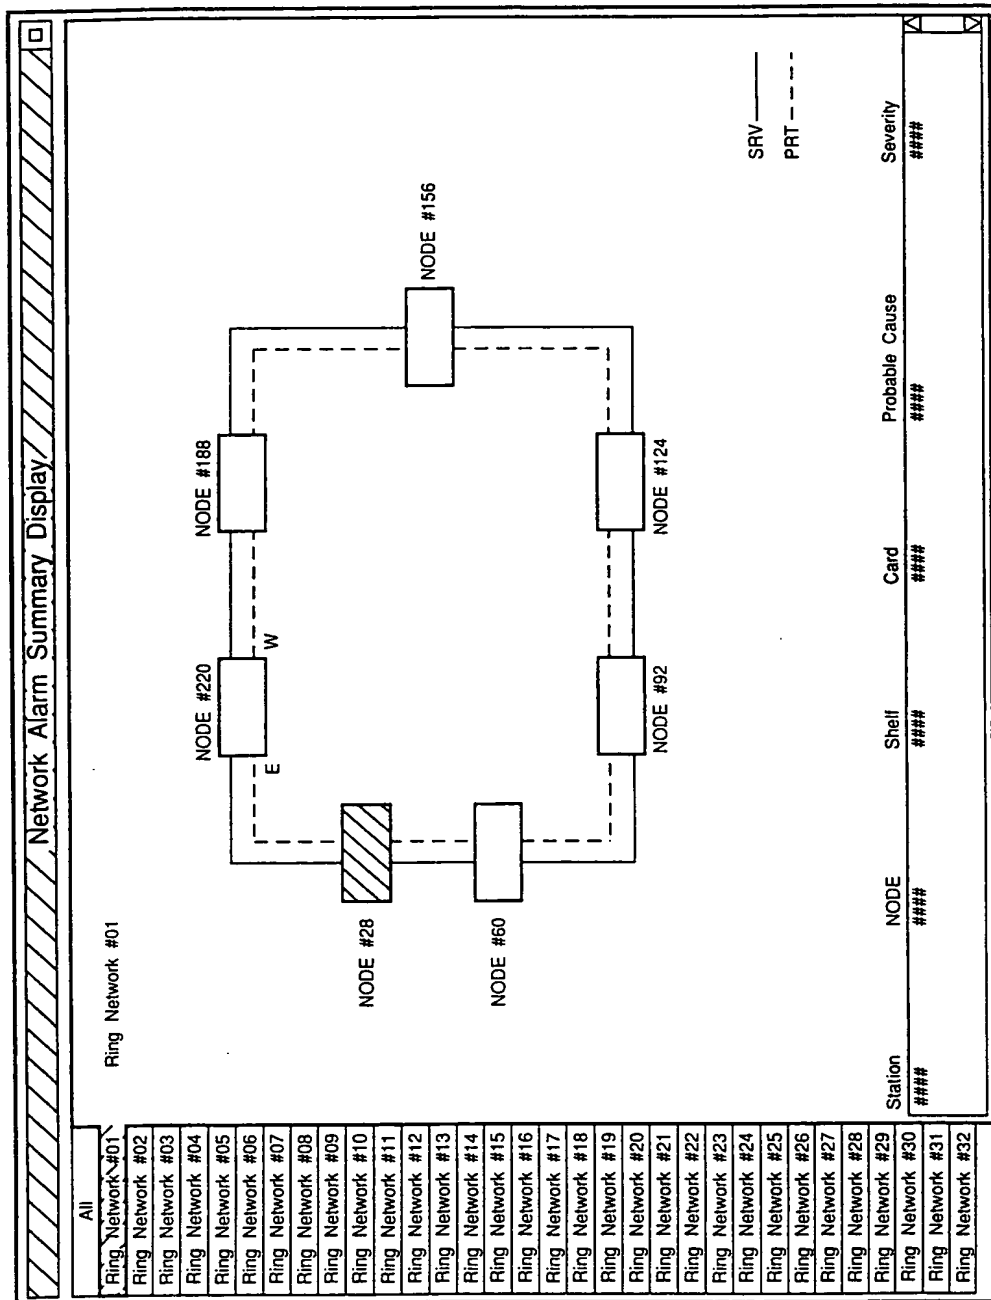 Network Alarm Summary Display
All
Ring Network #01
Ring Network #02
Ring Network #03
Ring Network #04
Ring Network #05
Ring Network #06
Ring Network #07
Ring Network #08
Ring Network #09
Ring Network #10
Ring Network #11
Ring Network #12
Ring Network #13
Ring Network #14
Ring Network #15
Ring Network #16
Ring Network #17
Ring Network #18
Ring Network #19
Ring Network #20
Ring Network #21
Ring Network #22
Ring Network #23
Ring Network #24
Ring Network #25
Ring Network #26
Ring Network #27
Ring Network #28
Ring Network #29
Ring Network #30
Ring Network #31
Ring Network #32
Ring Network #01
NODE #220
NODE #188
E
W
NODE #28
NODE #156
NODE #60
NODE #92
NODE #124
SRV
PRT
Station NODE Shelf Card Probable Cause Severity
#### #### #### #### #### ####